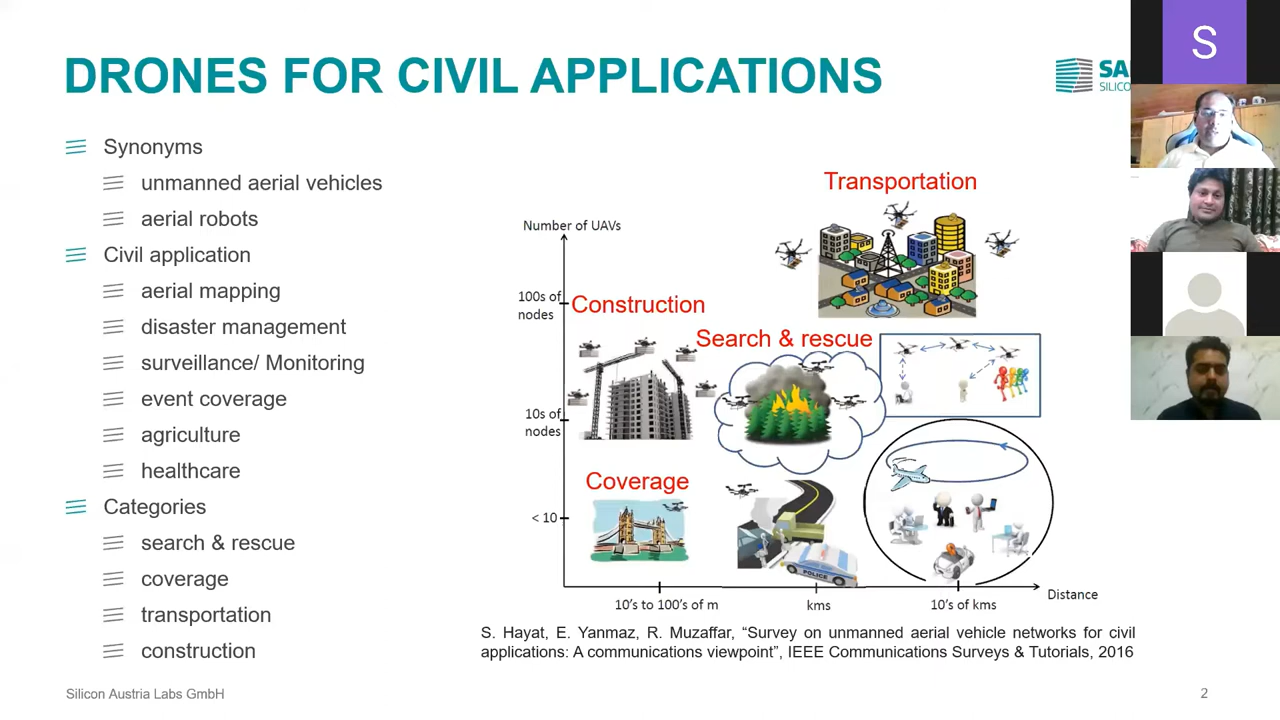 DRONES FOR CIVIL APPLICATIONS
SA
SILICO
S
Synonyms
unmanned aerial vehicles
aerial robots
Civil application
aerial mapping
disaster management
surveillance/ Monitoring
event coverage
agriculture
healthcare
Categories
search & rescue
coverage
transportation
construction
Transportation
Number of UAVs
100s of
nodes
Construction
Search & rescue
10s of
nodes
Coverage
< 10
POLICE
10's to 100's of m
kms
10's of kms
Distance
S. Hayat, E. Yanmaz, R. Muzaffar, “Survey on unmanned aerial vehicle networks for civil
applications: A communications viewpoint”, IEEE Communications Surveys & Tutorials, 2016
Silicon Austria Labs GmbH
2